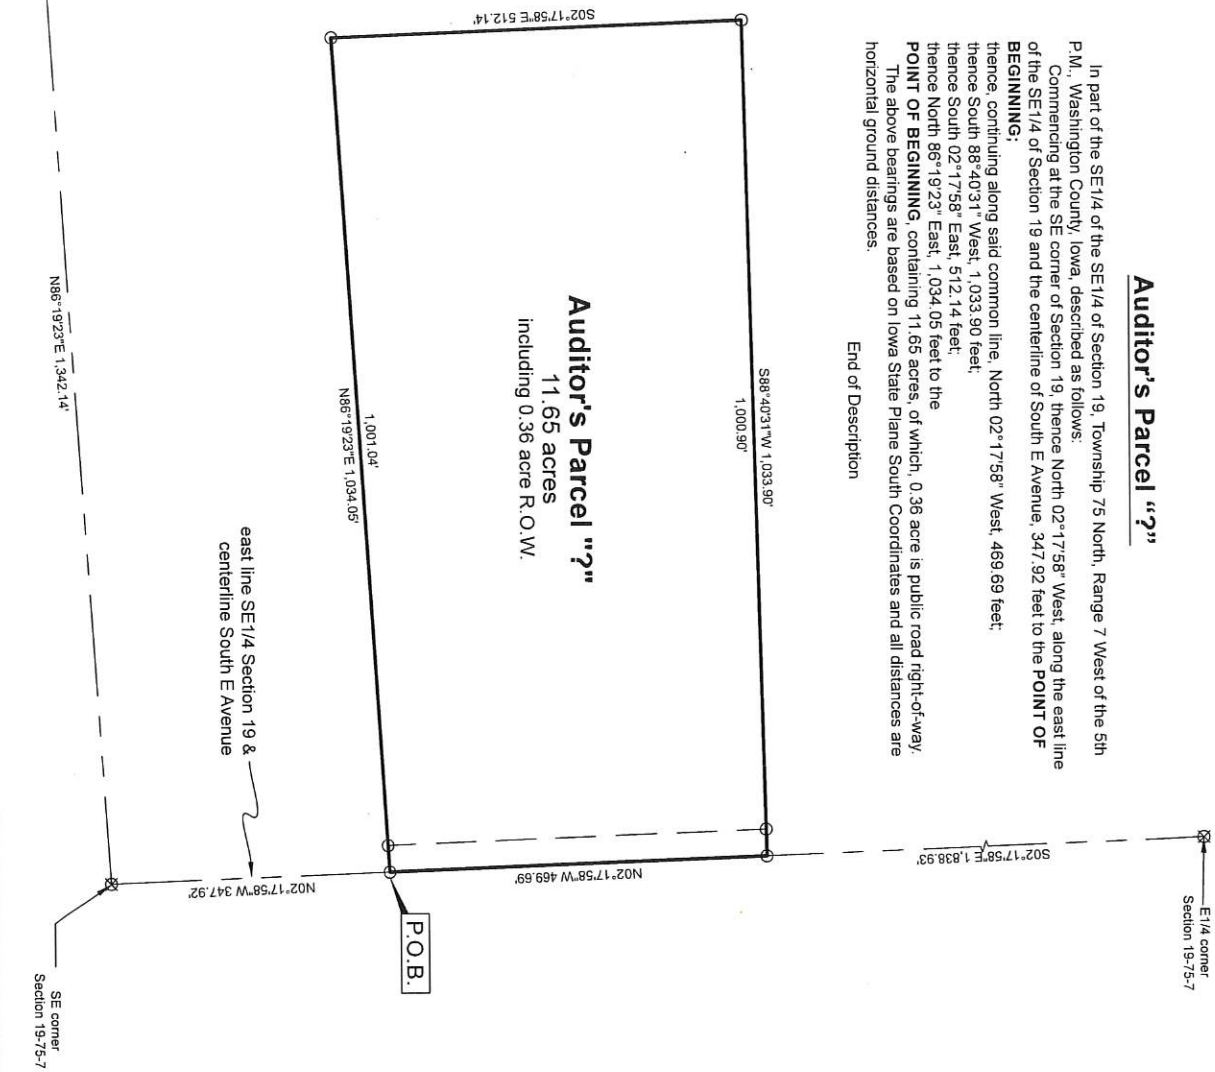 Auditor's Parcel "?"
In part of the SE1/4 of the SE1/4 of Section 19, Township 75 North, Range 7 West of the 5th
P.M., Washington County, Iowa, described as follows:
Commencing at the SE corner of Section 19, thence North 02°17'58" West, along the east line
of the SE1/4 of Section 19 and the centerline of South E Avenue, 347.92 feet to the POINT OF
BEGINNING;
thence, continuing along said common line, North 02°17'58" West, 469.69 feet;
thence South 88°40'31" West, 1,033.90 feet;
thence South 02°17'58" East, 512.14 feet;
thence North 86°19'23" East, 1,034.05 feet to the
POINT OF BEGINNING, containing 11.65 acres, of which, 0.36 acre is public road right-of-way.
The above bearings are based on Iowa State Plane South Coordinates and all distances are
horizontal ground distances.
End of Description
E1/4 corner
Section 19-75-7
S02°17'58"E 1,838.93'
S88°40'31"W 1,033.90'
1,000.90'
S02°17'58"E 512.14'
Auditor's Parcel "?"
11.65 acres
including 0.36 acre R.O.W.
N02°17'58"W 469.69'
1,001.04'
N86°19'23"E 1,034.05'
P.O.B.
east line SE1/4 Section 19 &
centerline South E Avenue
N02°17'58"W 347.92'
N86°19'23"E 1,342.14'
SE corner
Section 19-75-7